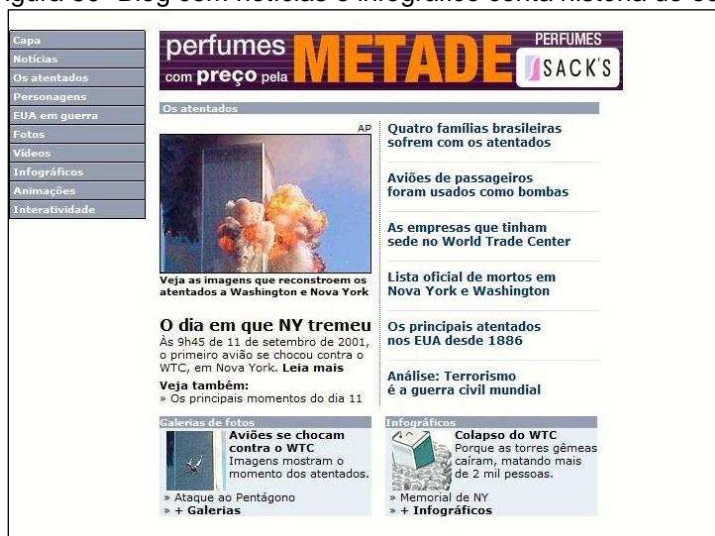 Capa
Notícias
Os atentados
Personagens
EUA em guerra
Fotos
Vídeos
Infográficos
Animações
Interatividade
perfumes
com preço pela
METADE
PERFUMES
SACK'S
Os atentados
AP
Veja as imagens que reconstroem os
atentados a Washington e Nova York
O dia em que NY tremeu
Às 9h45 de 11 de setembro de 2001,
o primeiro avião se chocou contra o
WTC, em Nova York. Leia mais
Veja também:
» Os principais momentos do dia 11
Quatro famílias brasileiras
sofrem com os atentados
Aviões de passageiros
foram usados como bombas
As empresas que tinham
sede no World Trade Center
Lista oficial de mortos em
Nova York e Washington
Os principais atentados
nos EUA desde 1886
Análise: Terrorismo
é a guerra civil mundial
Galerias de fotos
Aviões se chocam
contra o WTC
Imagens mostram o
momento dos atentados.
» Ataque ao Pentágono
» + Galerias
Infográficos
Colapso do WTC
Porque as torres gêmeas
caíram, matando mais
de 2 mil pessoas.
» Memorial de NY
» + Infográficos